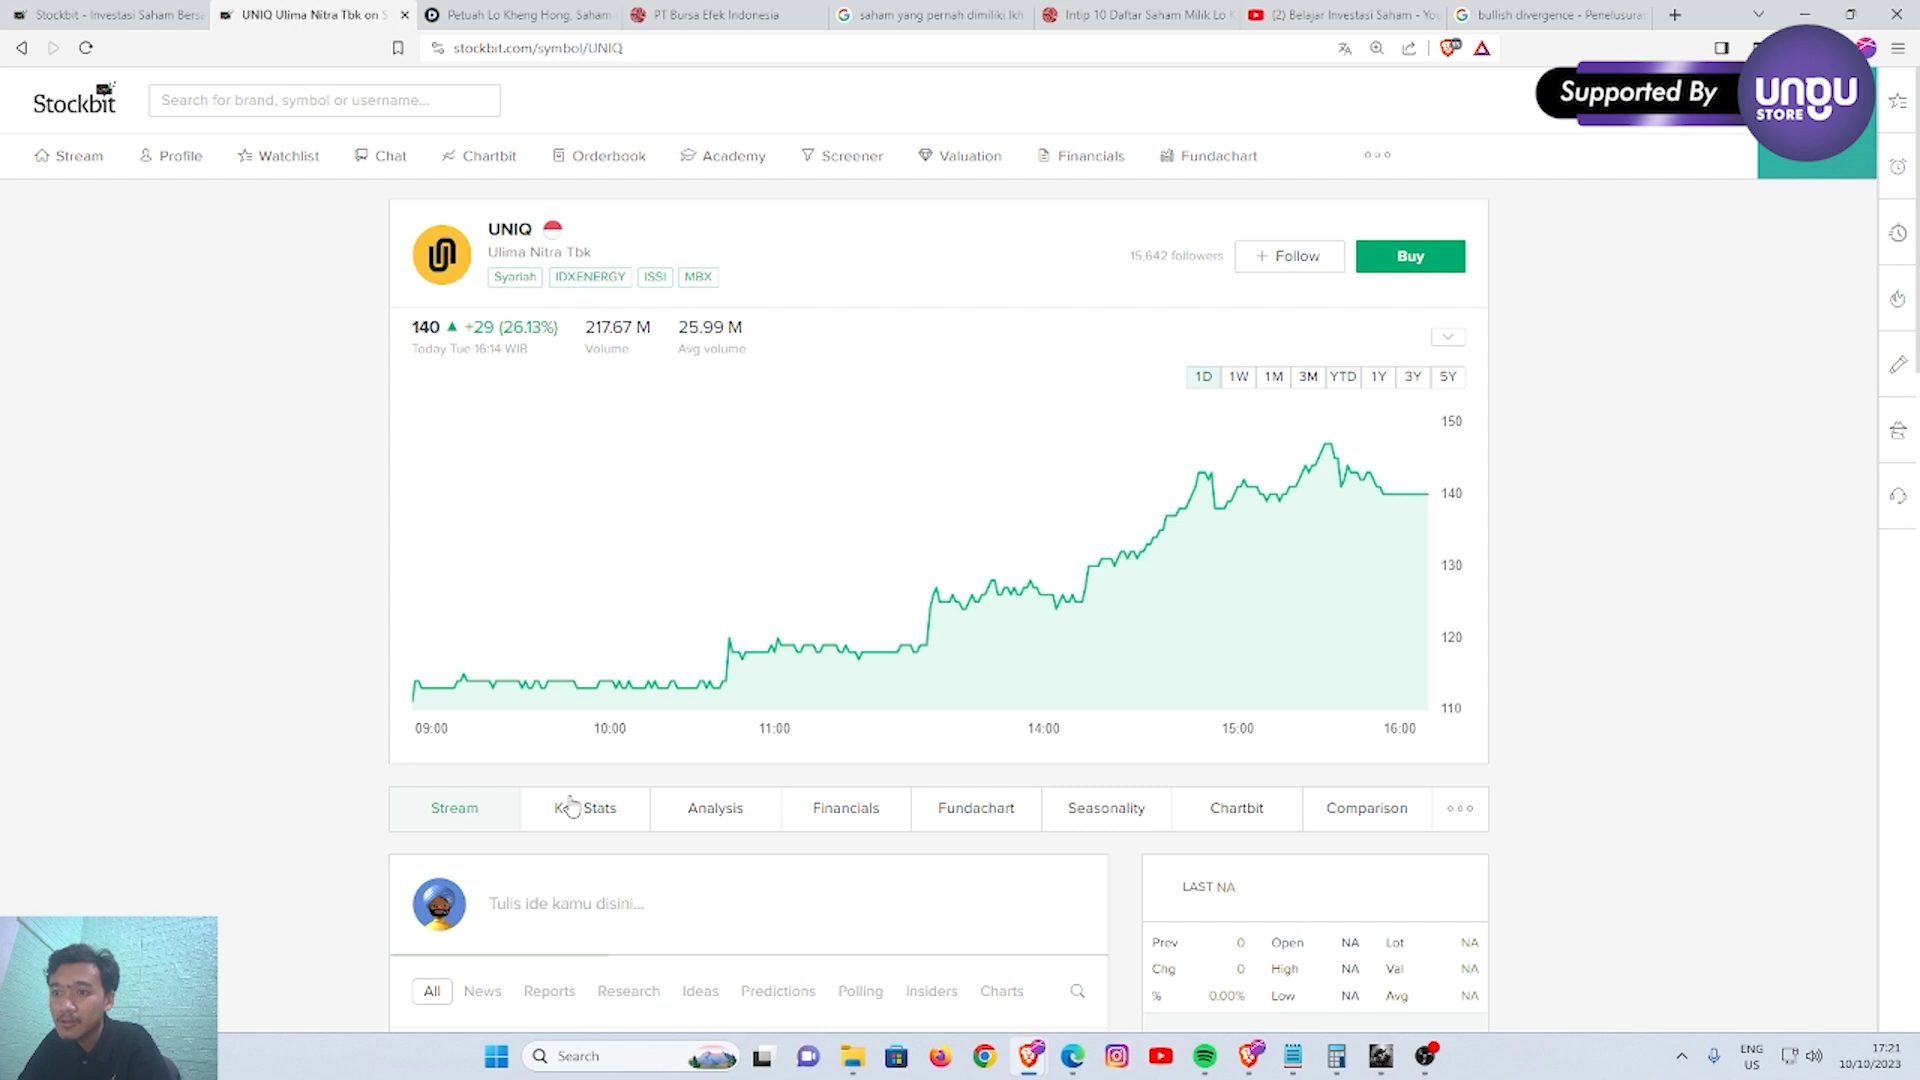 Stockbit - Investasi Saham Bersa
UNIQ Ulima Nitra Tbk on S
Petuah Lo Kheng Hong, Saham
PT Bursa Efek Indonesia
saham yang pernah dimiliki lkh
Intip 10 Daftar Saham Milik Lo K
(2) Belajar Investasi Saham - You
bullish divergence - Penelusuran
stockbit.com/symbol/UNIQ
Supported By
UNGU
STORE
Stockbit
Search for brand, symbol or username...
Stream
Profile
Watchlist
Chat
Chartbit
Orderbook
Academy
Screener
Valuation
Financials
Fundachart
UNIQ
Ulima Nitra Tbk
Syariah
IDXENERGY
ISSI
MBX
15,642 followers
+ Follow
Buy
140 ▲ +29 (26.13%)
217.67 M
25.99 M
Today Tue 16:14 WIB
Volume
Avg volume
1D
1W
1M
3M
YTD
1Y
3Y
5Y
150
140
130
120
110
09:00
10:00
11:00
14:00
15:00
16:00
Stream
Key Stats
Analysis
Financials
Fundachart
Seasonality
Chartbit
Comparison
Tulis ide kamu disini...
LAST NA
Prev 0 Open NA Lot NA
Chg 0 High NA Val NA
% 0.00% Low NA Avg NA
All
News
Reports
Research
Ideas
Predictions
Polling
Insiders
Charts
Search
ENG
US
17:21
10/10/2023